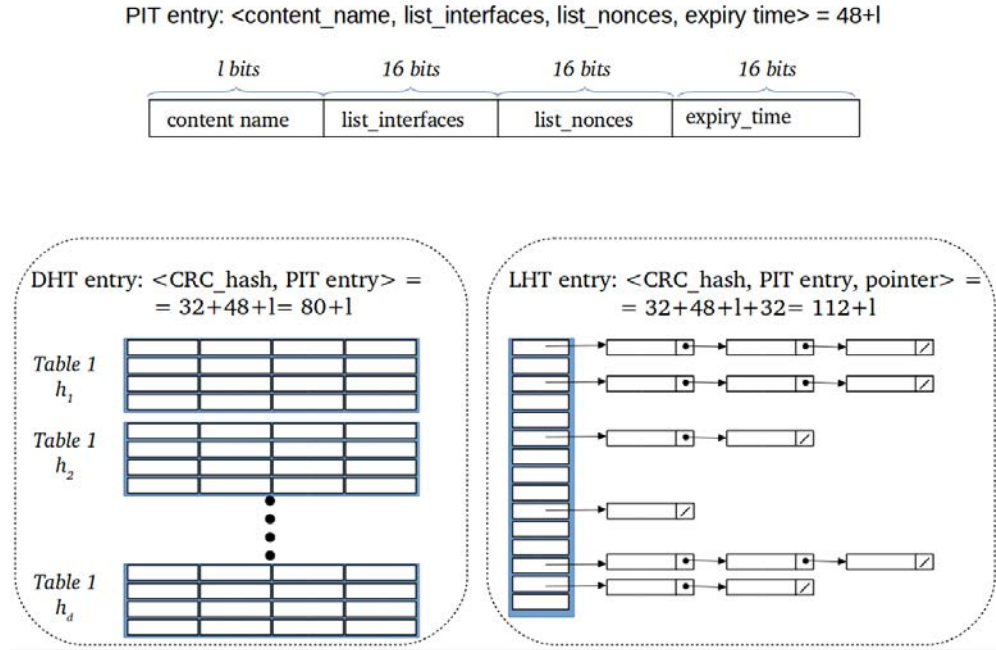 PIT entry: <content_name, list_interfaces, list_nonces, expiry time> = 48+l
l bits 16 bits 16 bits 16 bits
content name list_interfaces list_nonces expiry_time
DHT entry: <CRC_hash, PIT entry> =
= 32+48+l= 80+l
Table 1
h1
Table 1
h2
Table 1
hd
LHT entry: <CRC_hash, PIT entry, pointer> =
= 32+48+l+32= 112+l